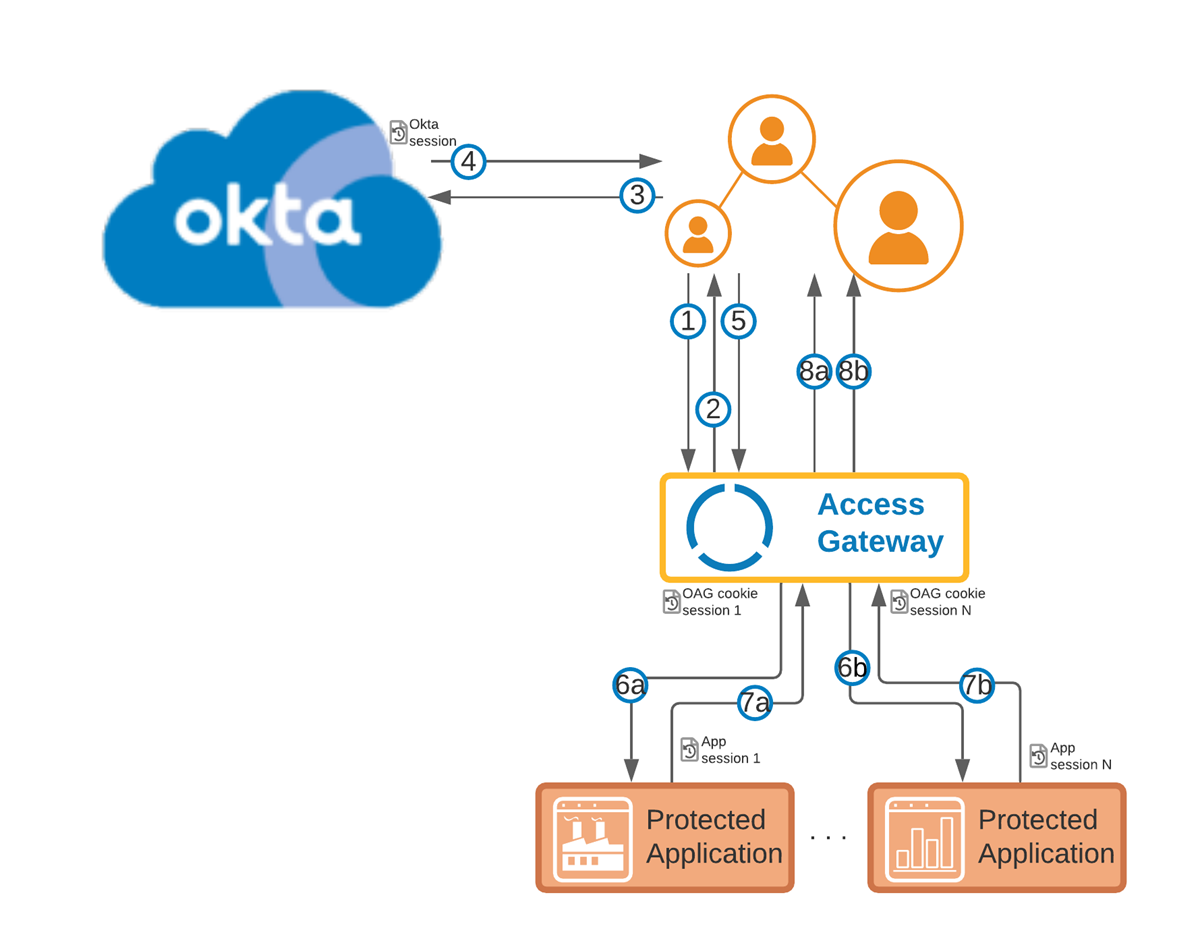 Okta
session
4
3
okta
1
5
8a
8b
2
Access
Gateway
OAG cookie
session 1
OAG cookie
session N
6a
7a
6b
7b
App
session 1
App
session N
Protected
Application
. . .
Protected
Application